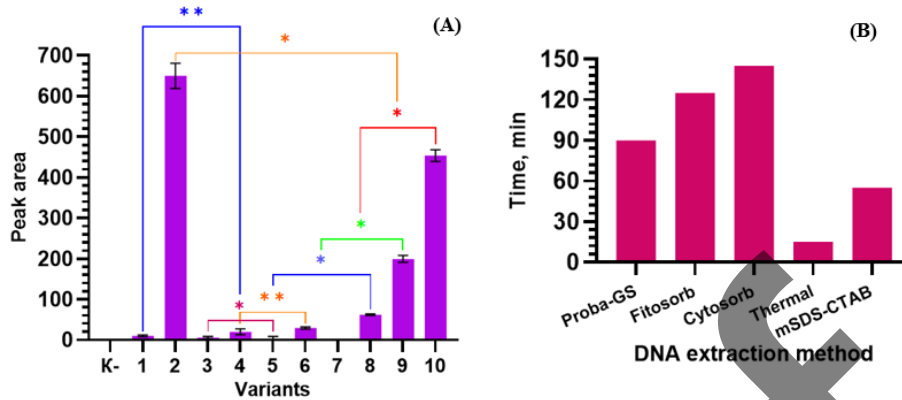 (A)
**
*
700
600
500
400
300
200
100
0
*
*
*
*
**
Peak area
K- 1 2 3 4 5 6 7 8 9 10
Variants
(B)
150
120
90
60
30
0
Time, min
Proba-GS
Fitosorb
Cytosorb
Thermal
mSDS-CTAB
DNA extraction method